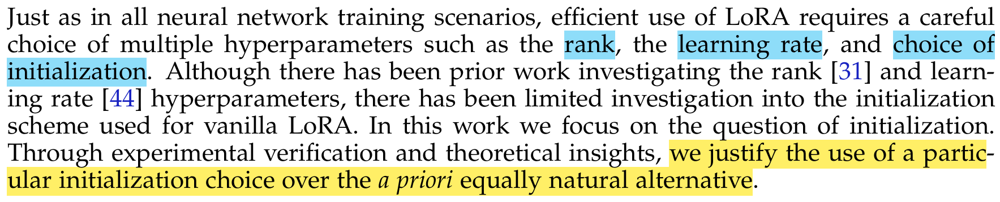 Just as in all neural network training scenarios, efficient use of LoRA requires a careful
choice of multiple hyperparameters such as the rank, the learning rate, and choice of
initialization. Although there has been prior work investigating the rank [31] and learn-
ing rate [44] hyperparameters, there has been limited investigation into the initialization
scheme used for vanilla LoRA. In this work we focus on the question of initialization.
Through experimental verification and theoretical insights, we justify the use of a partic-
ular initialization choice over the a priori equally natural alternative.